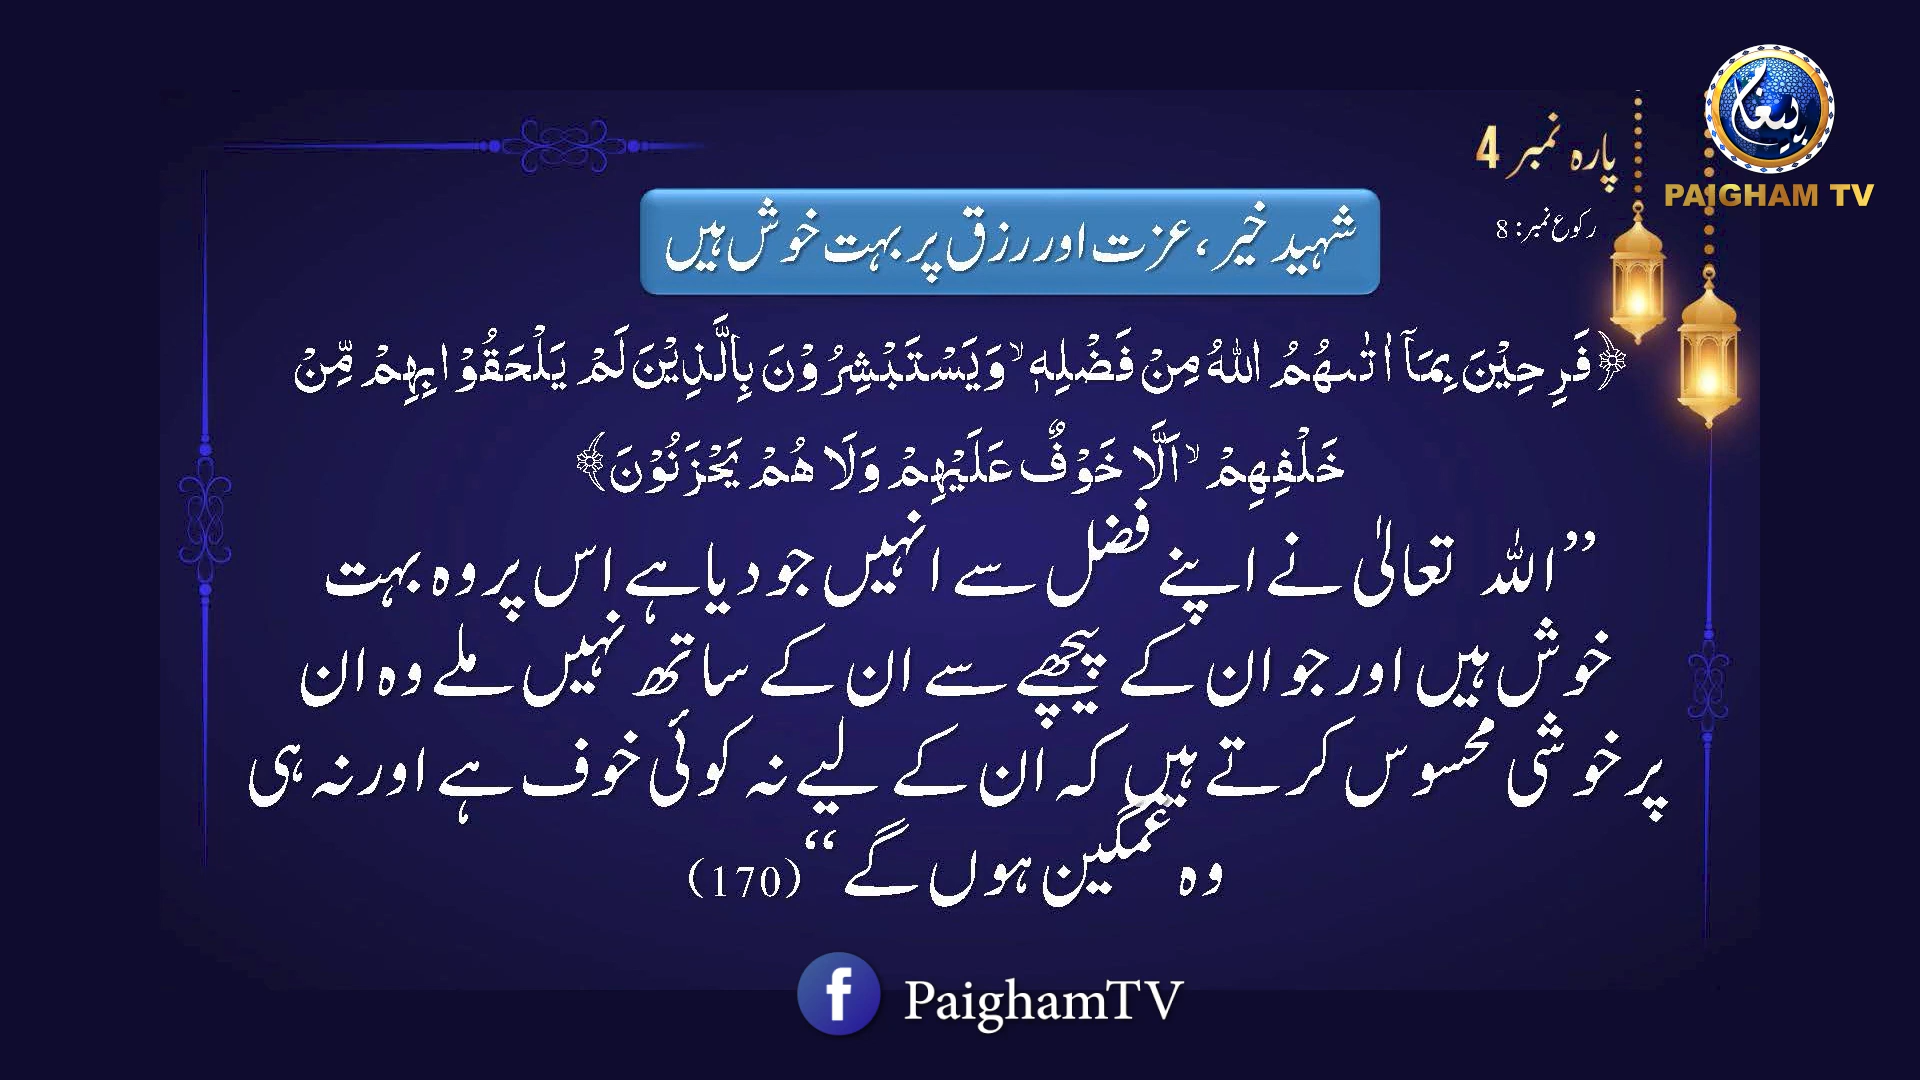 پیغام
PAIGHAM TV
پارہ نمبر 4
رکوع نمبر: 8
شہید خیر، عزت اور رزق پر بہت خوش ہیں
﴿فَرِحِيْنَ بِمَآ اٰتٰىهُمُ اللّٰهُ مِنْ فَضْلِهٖ ۙ وَيَسْتَبْشِرُوْنَ بِالَّذِيْنَ لَمْ يَلْحَقُوْا بِهِمْ مِّنْ
خَلْفِهِمْ ۙ اَلَّا خَوْفٌ عَلَيْهِمْ وَلَا هُمْ يَحْزَنُوْنَ﴾
’’اللہ تعالیٰ نے اپنے فضل سے انہیں جو دیا ہے اس پر وہ بہت
خوش ہیں اور جو ان کے پیچھے سے ان کے ساتھ نہیں ملے وہ ان
پر خوشی محسوس کرتے ہیں کہ ان کے لیے نہ کوئی خوف ہے اور نہ ہی
وہ غمگین ہوں گے‘‘ (170)
f PaighamTV